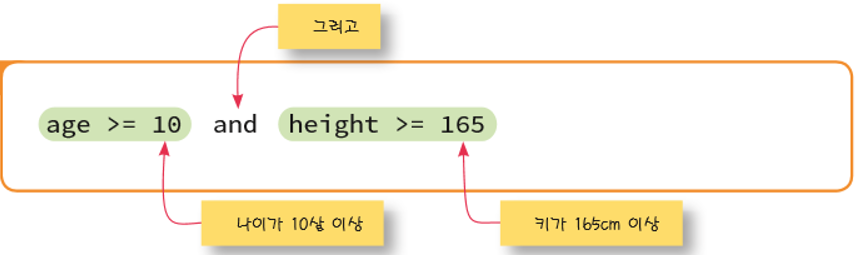 그리고
age >= 10 and height >= 165
나이가 10살 이상
키가 165cm 이상